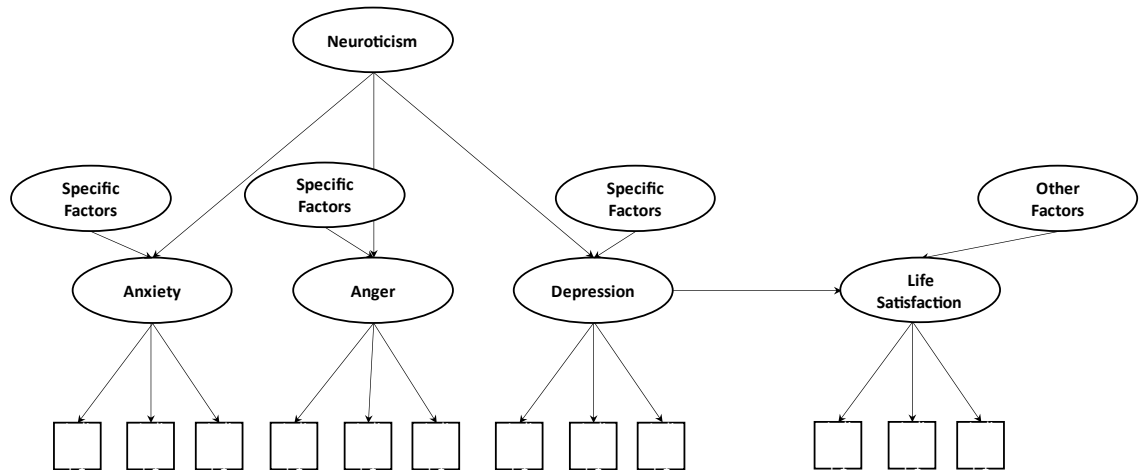 Neuroticism
Specific
Factors
Specific
Factors
Specific
Factors
Other
Factors
Anxiety
Anger
Depression
Life
Satisfaction